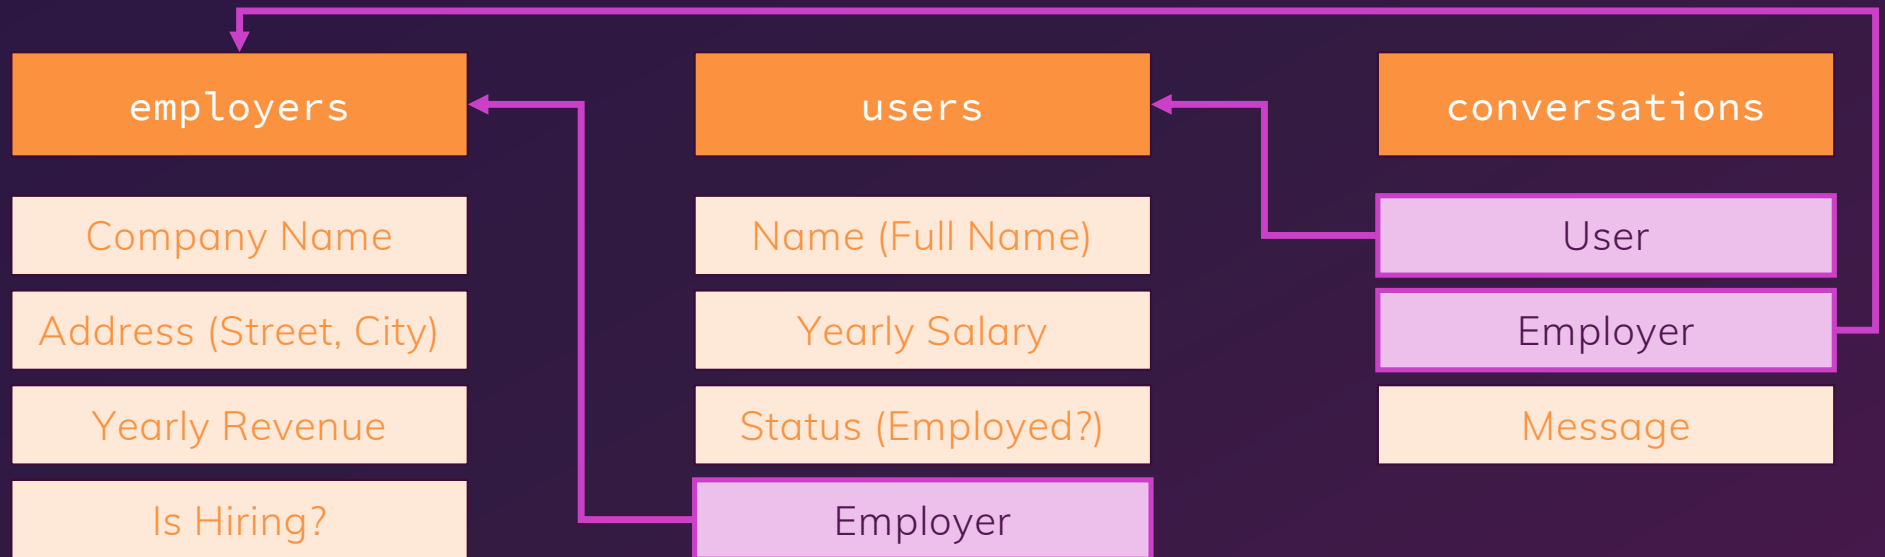 employers
Company Name
Address (Street, City)
Yearly Revenue
Is Hiring?
users
Name (Full Name)
Yearly Salary
Status (Employed?)
Employer
conversations
User
Employer
Message